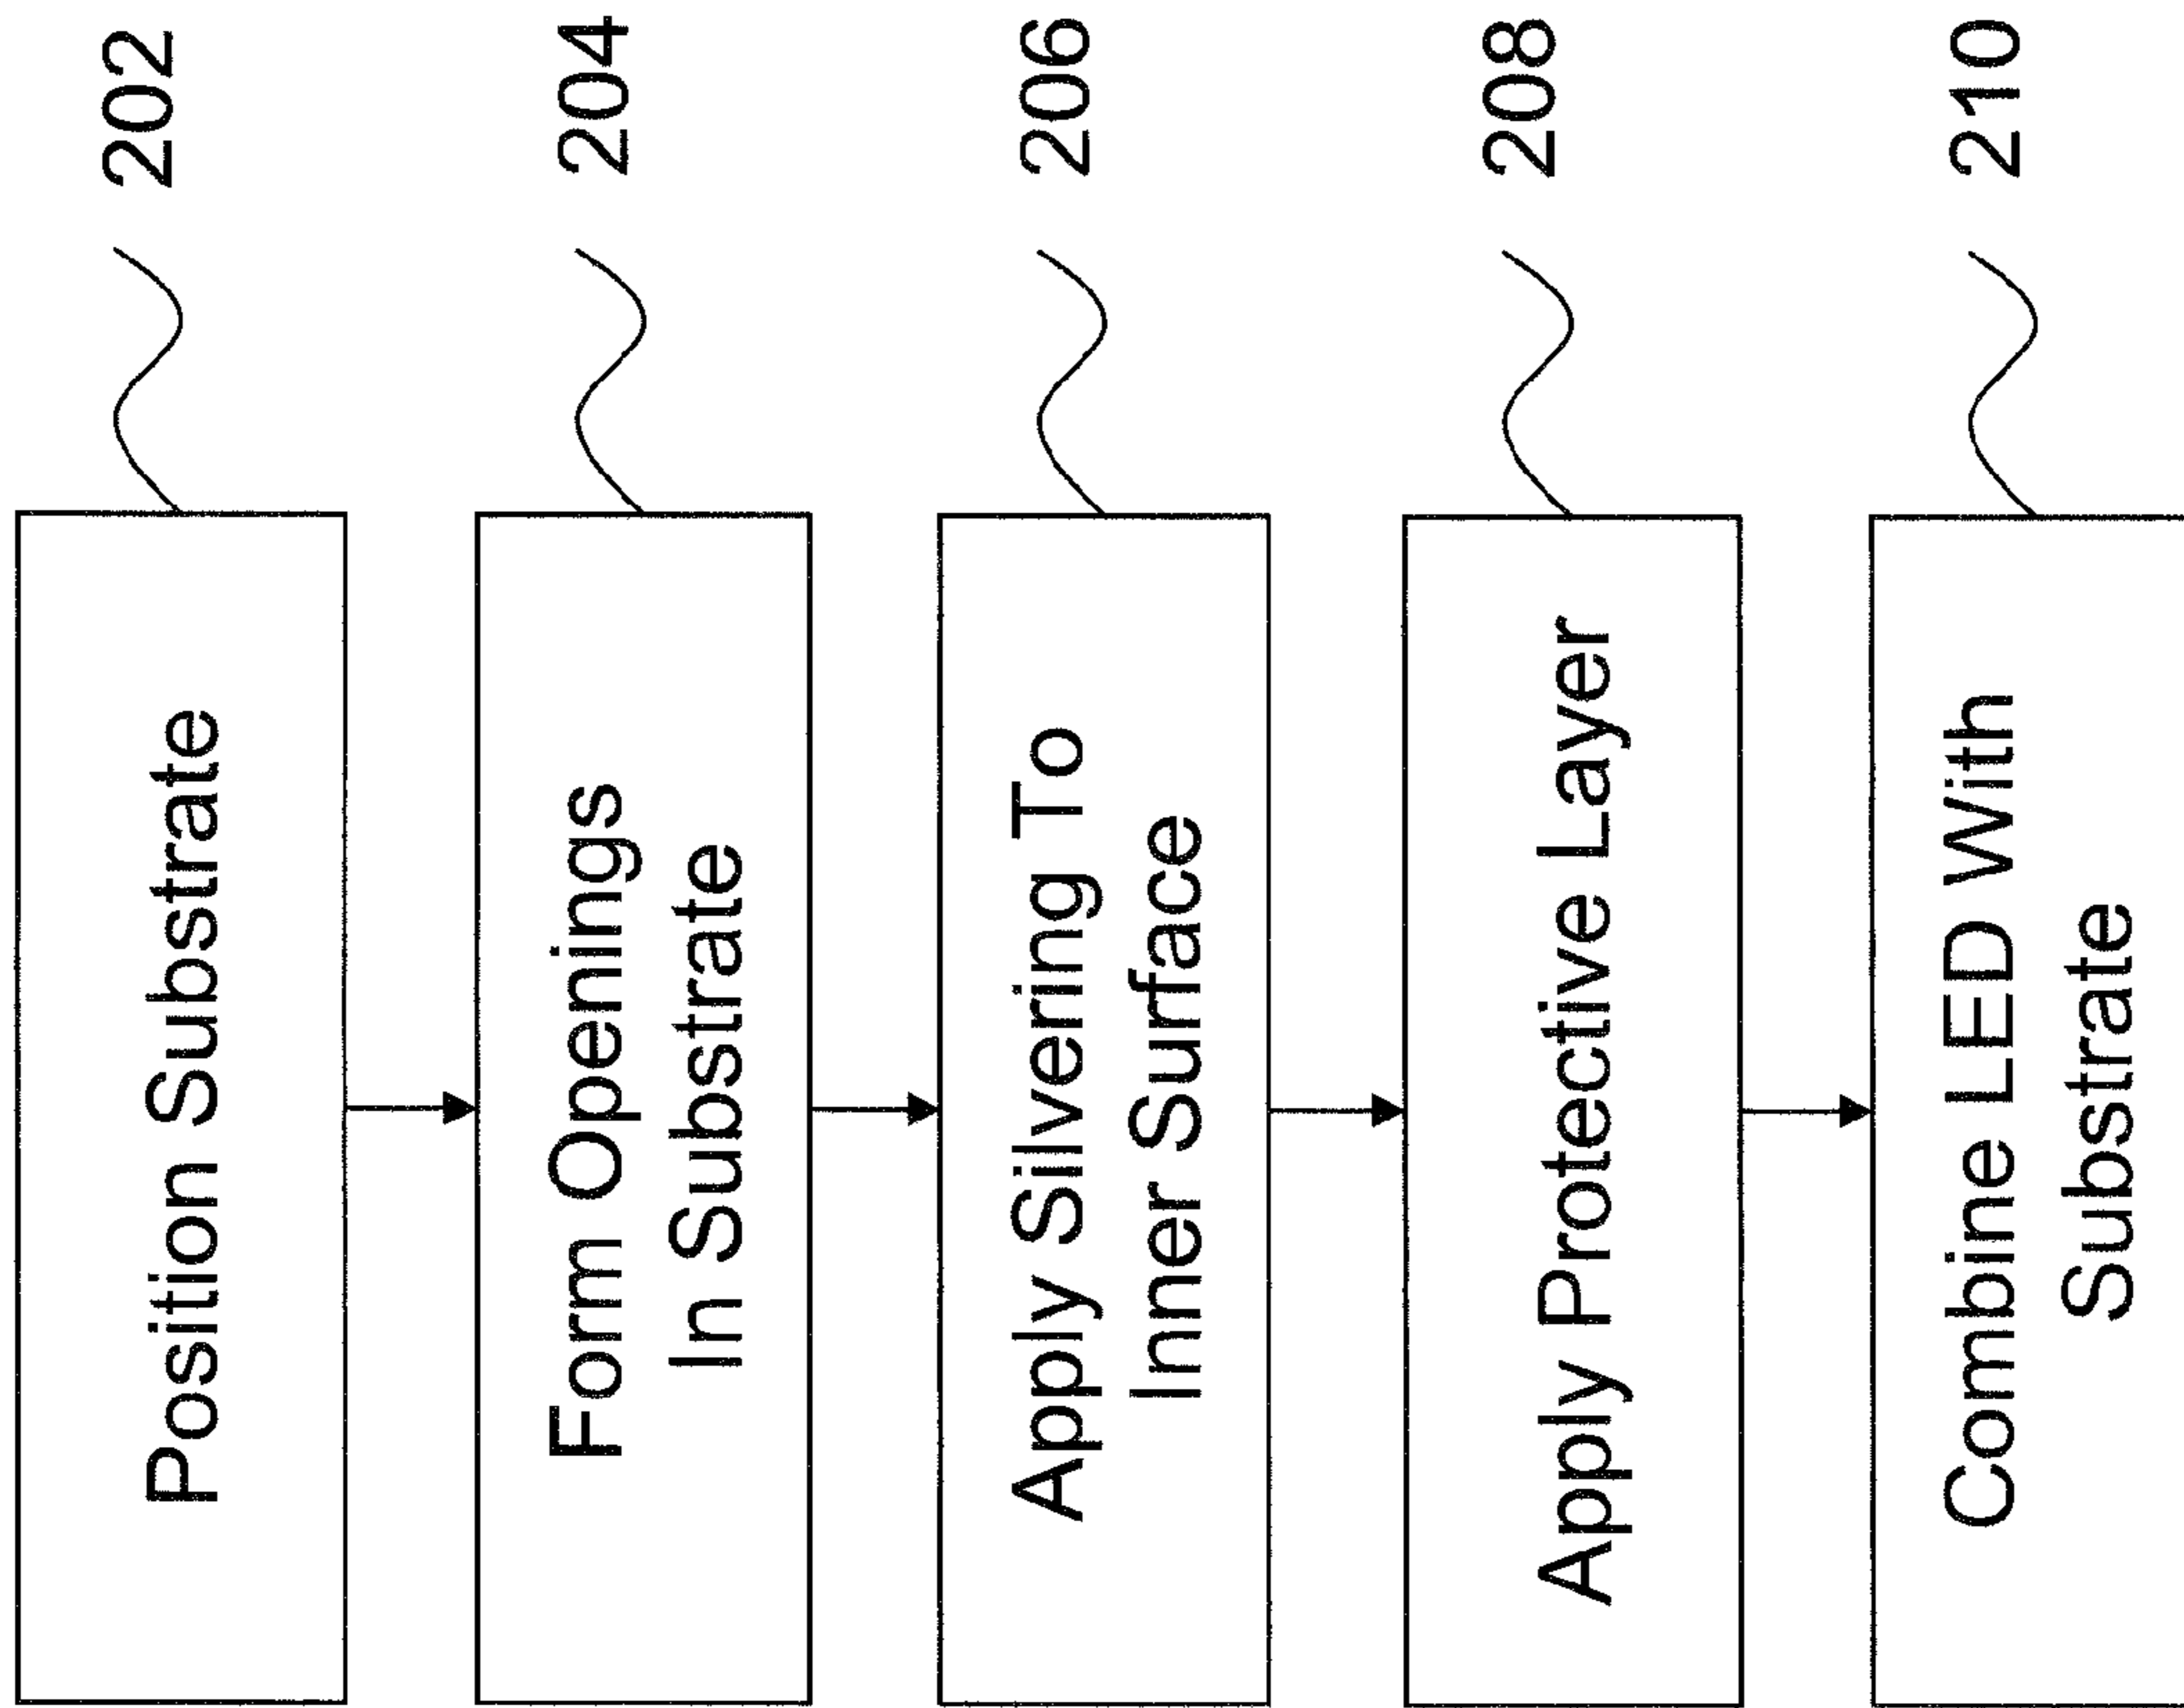 Position Substrate
202
Form Openings
In Substrate
204
Apply Silvering To
Inner Surface
206
Apply Protective Layer
208
Combine LED With
Substrate
210